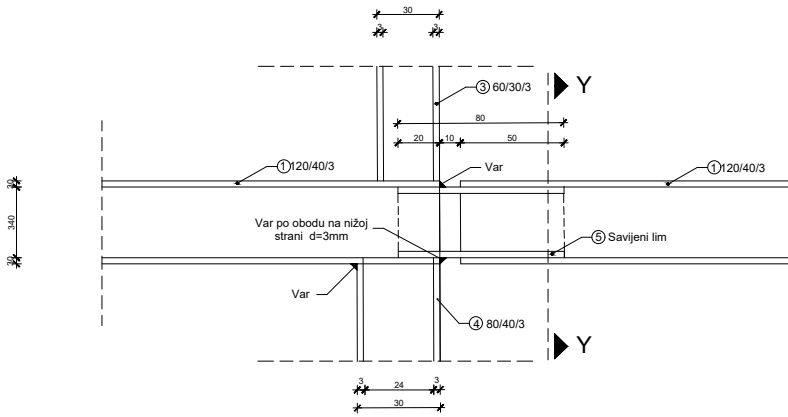 30
3
3
③ 60/30/3
Y
80
20
10
50
① 120/40/3
Var
① 120/40/3
30
340
30
Var po obodu na nižoj
strani d=3mm
⑤ Savijeni lim
Var
④ 80/40/3
Y
3
24
3
30